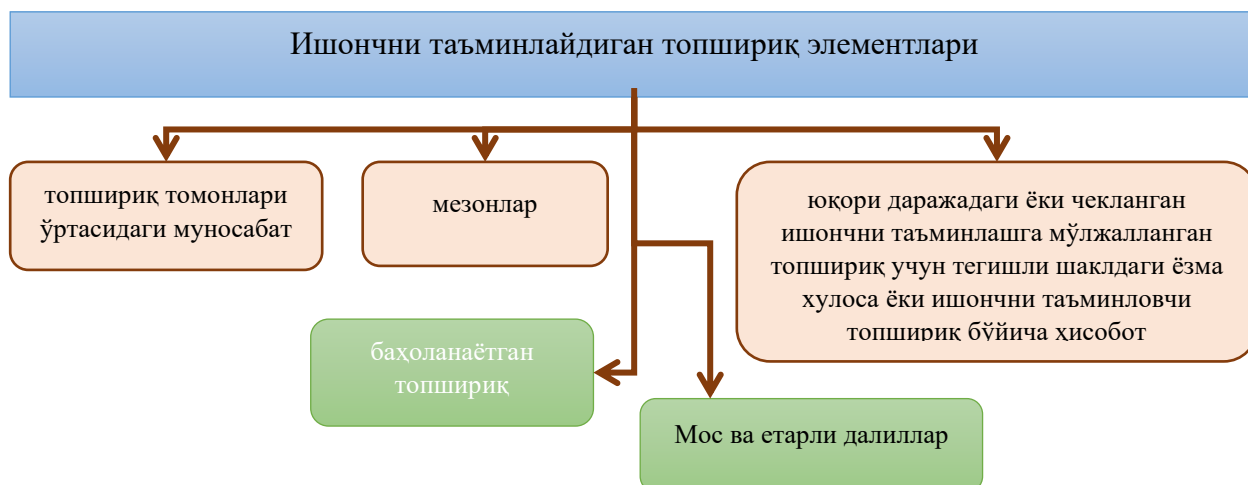 Ишончни таъминлайдиган топшириқ элементлари
топшириқ томонлари
ўртасидаги муносабат
мезонлар
юқори даражадаги ёки чекланган
ишончни таъминлашга мўлжалланган
топшириқ учун тегишли шаклдаги ёзма
хулоса ёки ишончни таъминловчи
топшириқ бўйича ҳисобот
баҳоланаётган
топшириқ
Мос ва етарли далиллар